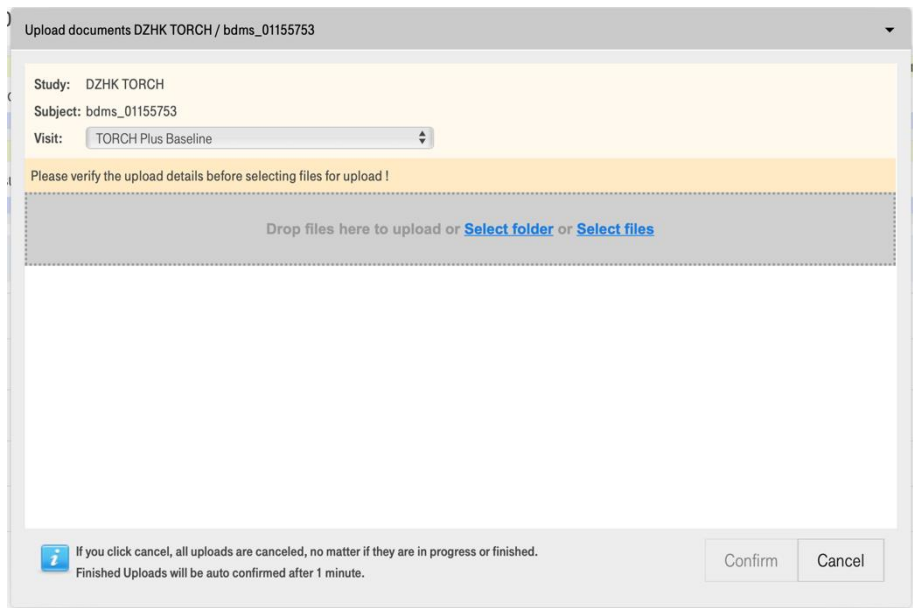 Upload documents DZHK TORCH / bdms_01155753
Study: DZHK TORCH
Subject: bdms_01155753
Visit: TORCH Plus Baseline
Please verify the upload details before selecting files for upload !
Drop files here to upload or Select folder or Select files
If you click cancel, all uploads are canceled, no matter if they are in progress or finished.
Finished Uploads will be auto confirmed after 1 minute.
Confirm
Cancel